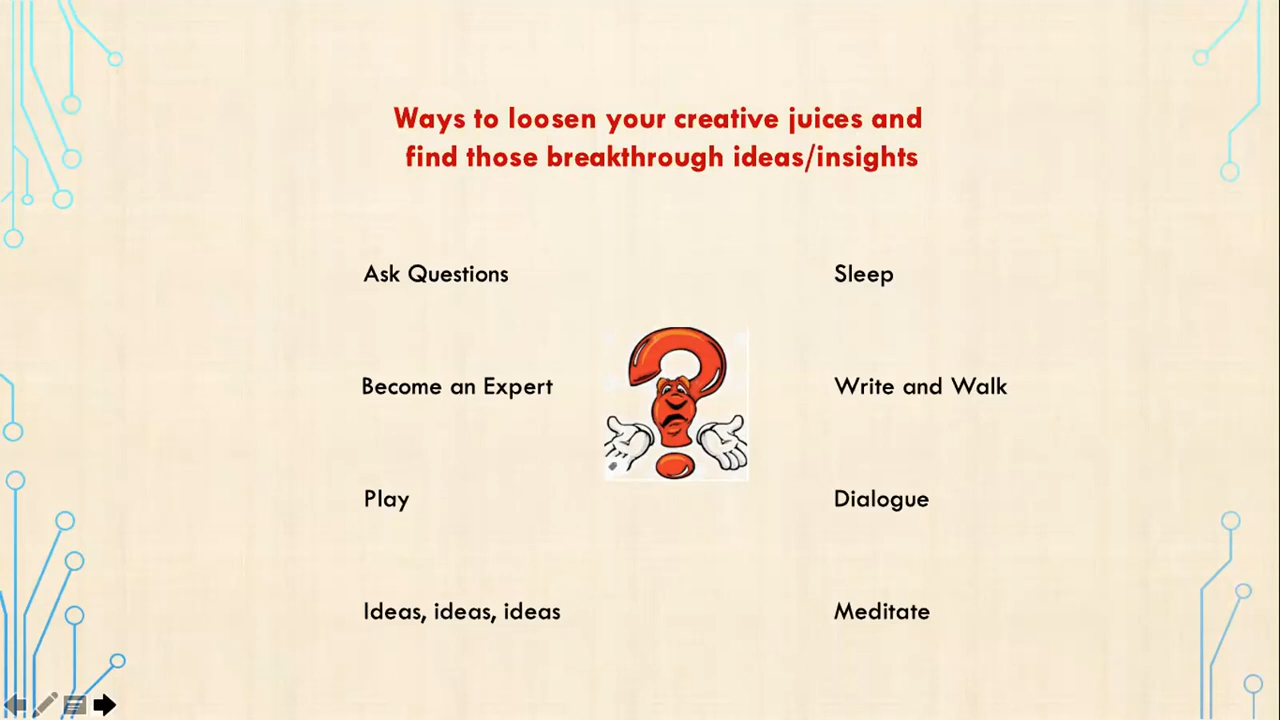 Ways to loosen your creative juices and
find those breakthrough ideas/insights
Ask Questions
Sleep
Become an Expert
Write and Walk
Play
Dialogue
Ideas, ideas, ideas
Meditate